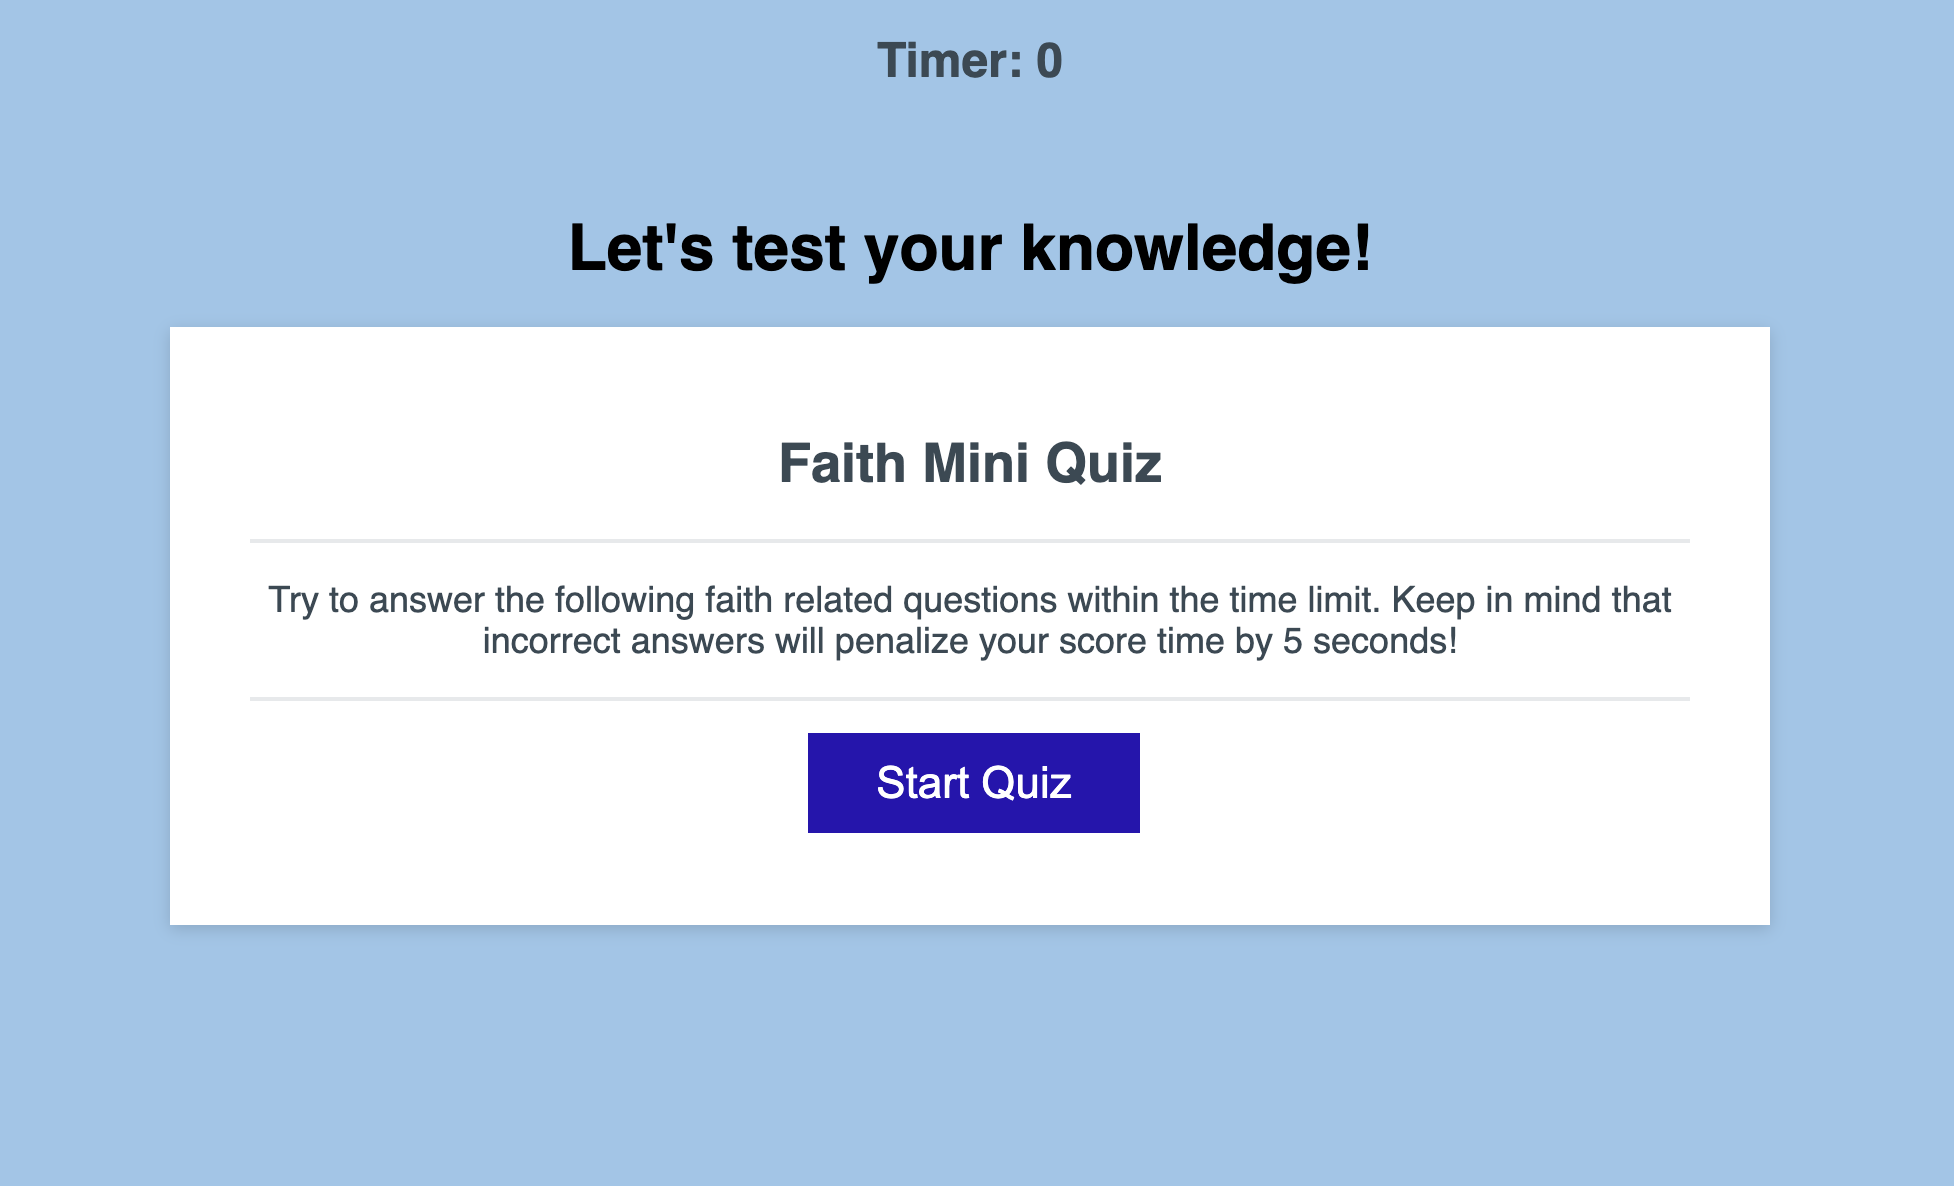 Timer: 0
Let's test your knowledge!
Faith Mini Quiz
Try to answer the following faith related questions within the time limit. Keep in mind that
incorrect answers will penalize your score time by 5 seconds!
Start Quiz